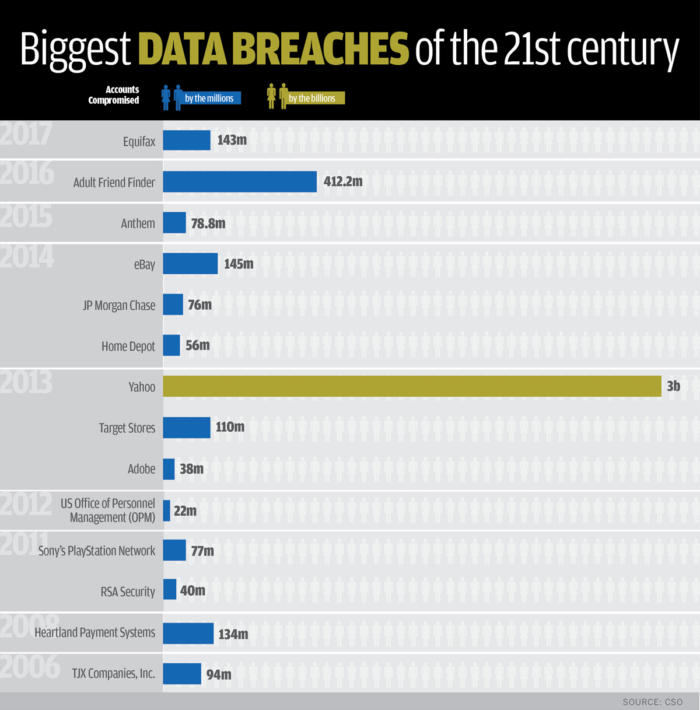 Biggest DATA BREACHES of the 21st century
Accounts
Compromised
by the millions
by the billions
2017
Equifax
143m
2016
Adult Friend Finder
412.2m
2015
Anthem
78.8m
2014
eBay
145m
JP Morgan Chase
76m
Home Depot
56m
2013
Yahoo
3b
Target Stores
110m
Adobe
38m
2012
US Office of Personnel
Management (OPM)
22m
2011
Sony's PlayStation Network
77m
RSA Security
40m
2008
Heartland Payment Systems
134m
2006
TJX Companies, Inc.
94m
SOURCE: CSO